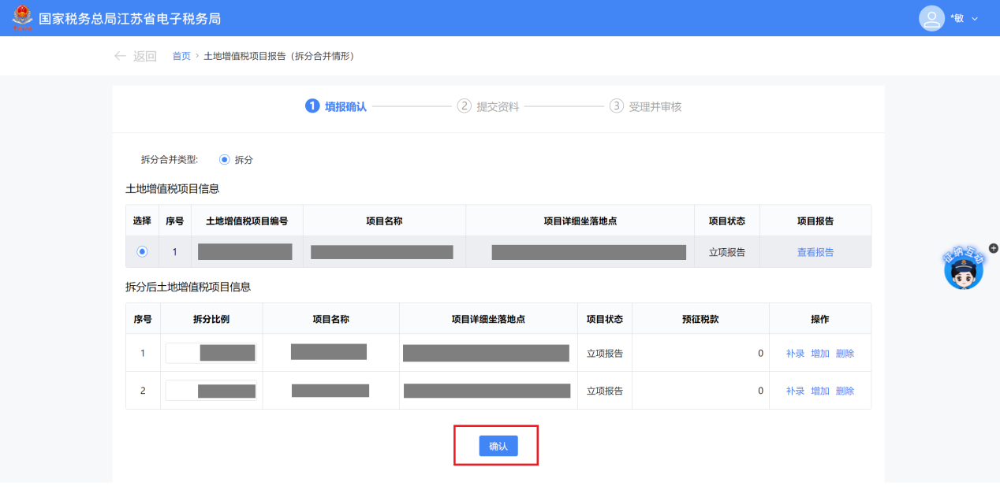 国家税务总局江苏省电子税务局
*敏
返回 首页 > 土地增值税项目报告（拆分合并情形）
1 填报确认 2 提交资料 3 受理并审核
拆分合并类型: 拆分
土地增值税项目信息
选择 序号 土地增值税项目编号 项目名称 项目详细坐落地点 项目状态 项目报告
1 立项报告 查看报告
征纳互动
拆分后土地增值税项目信息
序号 拆分比例 项目名称 项目详细坐落地点 项目状态 预征税款 操作
1 立项报告 0 补录 增加 删除
2 立项报告 0 补录 增加 删除
确认